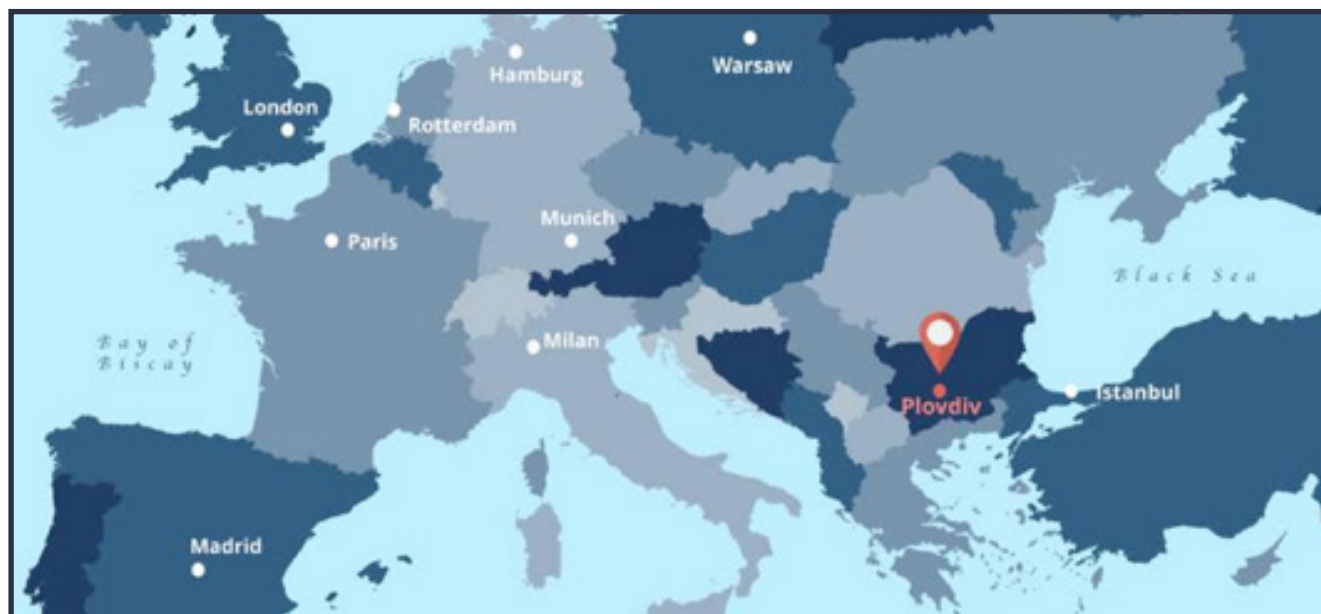 Hamburg
Warsaw
London
Rotterdam
Munich
Paris
Black Sea
Bay of
Biscay
Milan
Plovdiv
Istanbul
Madrid